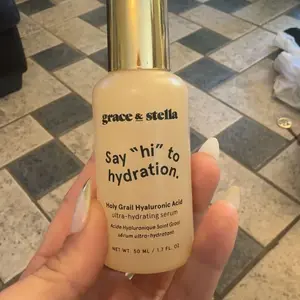 grace & stella
Say "hi" to
hydration.
Holy Grail Hyaluronic Acid
ultra-hydrating serum
Acide Hyaluronique Saint Graal
sérum ultra-hydratant
NET WT. 50 ML / 1.7 FL. OZ